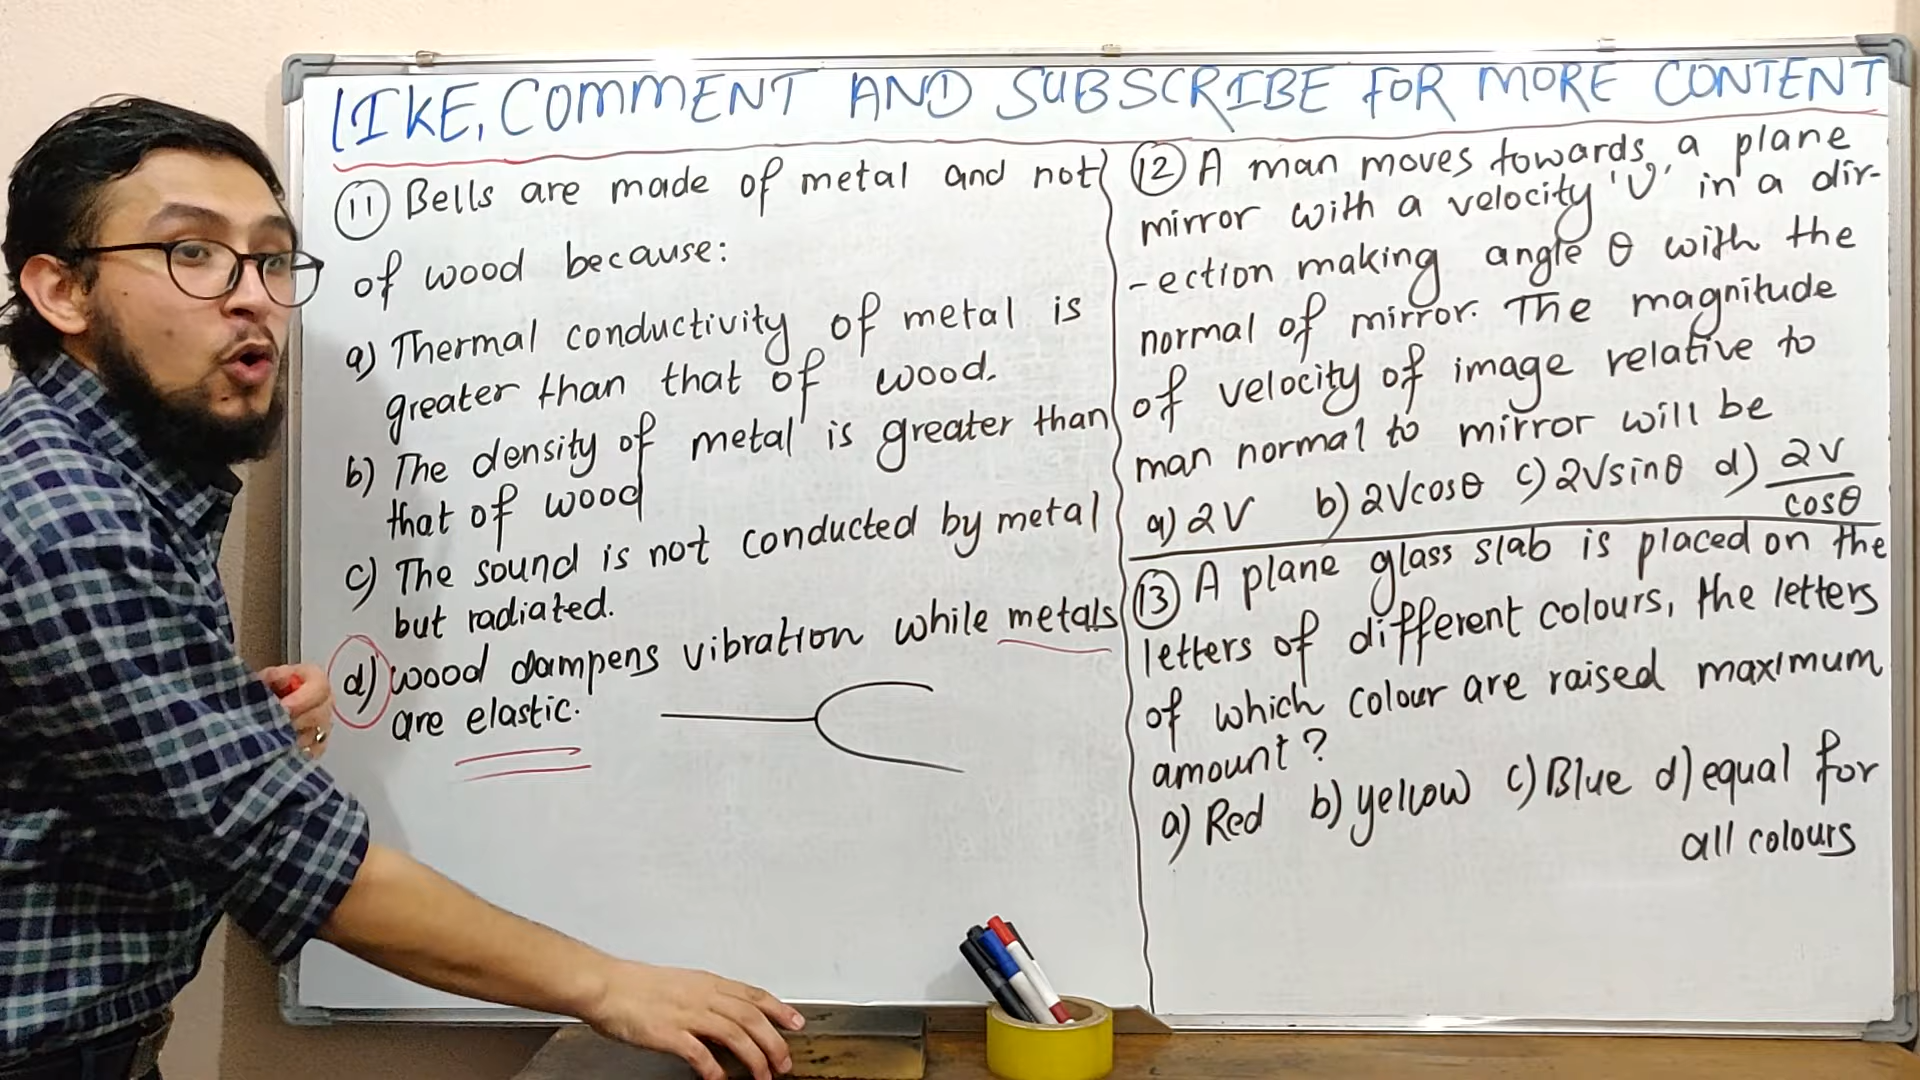 LIKE, COMMENT AND SUBSCRIBE FOR MORE CONTENT
11 Bells are made of metal and not
of wood because:
a) Thermal conductivity of metal is
greater than that of wood.
b) The density of metal is greater than
that of wood
c) The sound is not conducted by metal
but radiated.
d) wood dampens vibration while metals
are elastic.
12 A man moves towards a plane
mirror with a velocity 'V' in a dir-
-ection making angle θ with the
normal of mirror. The magnitude
of velocity of image relative to
man normal to mirror will be
a) 2V b) 2Vcosθ c) 2Vsinθ d) 2V/cosθ
13 A plane glass slab is placed on the
letters of different colours, the letters
of which colour are raised maximum
amount?
a) Red b) yellow c) Blue d) equal for
all colours